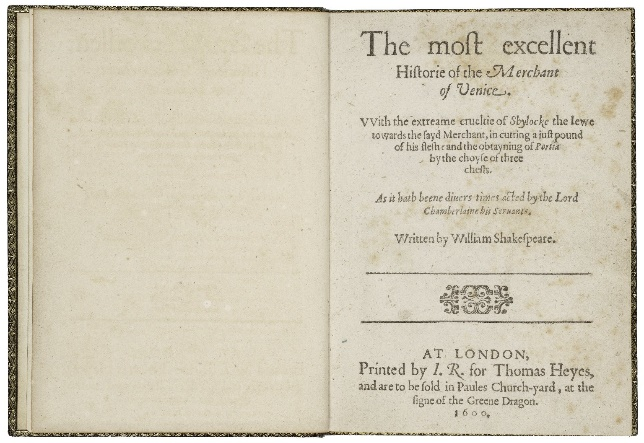 The moſt excellent
Hiſtorie of the Merchant
of Venice.
VVith the extreame crueltie of Shylocke the Iewe
towards the ſayd Merchant, in cutting a iuſt pound
of his fleſh: and the obtayning of Portia
by the choyſe of three
cheſts.
As it hath beene diuers times acted by the Lord
Chamberlaine his Seruants.
Written by William Shakeſpeare.
AT LONDON,
Printed by I. R. for Thomas Heyes,
and are to be ſold in Paules Church-yard, at the
ſigne of the Greene Dragon.
1600.